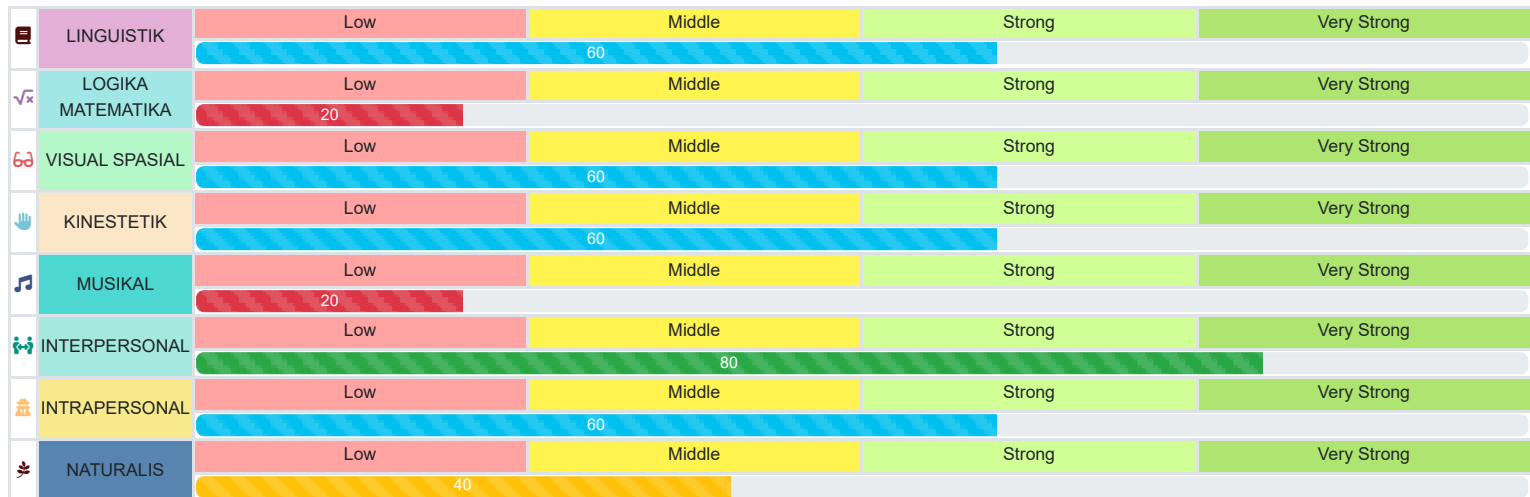 LINGUISTIK
Low Middle Strong Very Strong
60
LOGIKA
MATEMATIKA
Low Middle Strong Very Strong
20
VISUAL SPASIAL
Low Middle Strong Very Strong
60
KINESTETIK
Low Middle Strong Very Strong
60
MUSIKAL
Low Middle Strong Very Strong
20
INTERPERSONAL
Low Middle Strong Very Strong
80
INTRAPERSONAL
Low Middle Strong Very Strong
60
NATURALIS
Low Middle Strong Very Strong
40